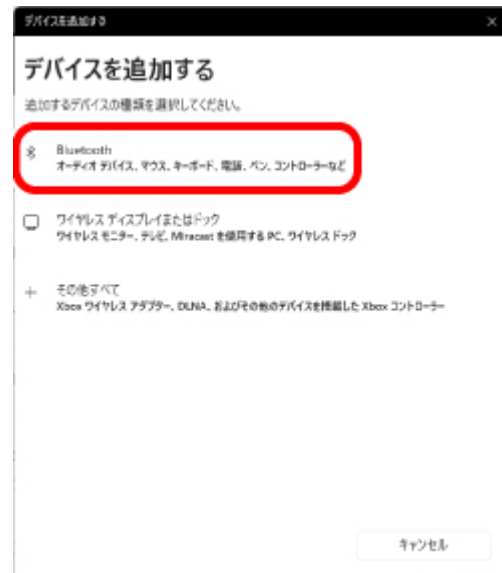 デバイスを追加する
デバイスを追加する
追加するデバイスの種類を選択してください。
Bluetooth
オーディオ デバイス、マウス、キーボード、電話、ペン、コントローラーなど
ワイヤレス ディスプレイまたはドック
ワイヤレス モニター、テレビ、Miracast を使用する PC、ワイヤレス ドック
その他すべて
Xbox ワイヤレス アダプター、DLNA、およびその他のデバイスを搭載した Xbox コントローラー
キャンセル